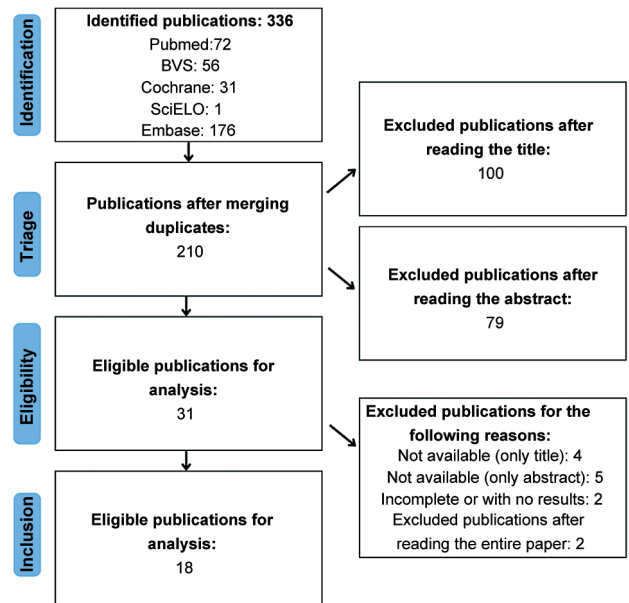 Identification
Identified publications: 336
Pubmed:72
BVS: 56
Cochrane: 31
SciELO: 1
Embase: 176
Triage
Publications after merging
duplicates:
210
Excluded publications after
reading the title:
100
Excluded publications after
reading the abstract:
79
Eligibility
Eligible publications for
analysis:
31
Excluded publications for the
following reasons:
Not available (only title): 4
Not available (only abstract): 5
Incomplete or with no results: 2
Excluded publications after
reading the entire paper: 2
Inclusion
Eligible publications for
analysis:
18